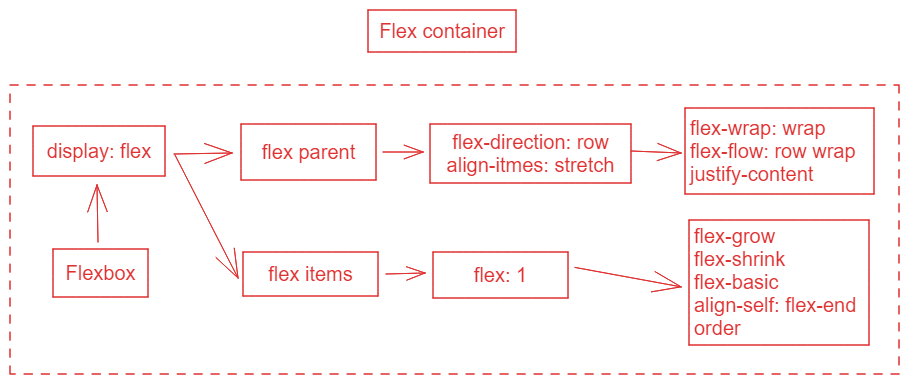 Flex container
display: flex
flex parent
flex-direction: row
align-itmes: stretch
flex-wrap: wrap
flex-flow: row wrap
justify-content
Flexbox
flex items
flex: 1
flex-grow
flex-shrink
flex-basic
align-self: flex-end
order